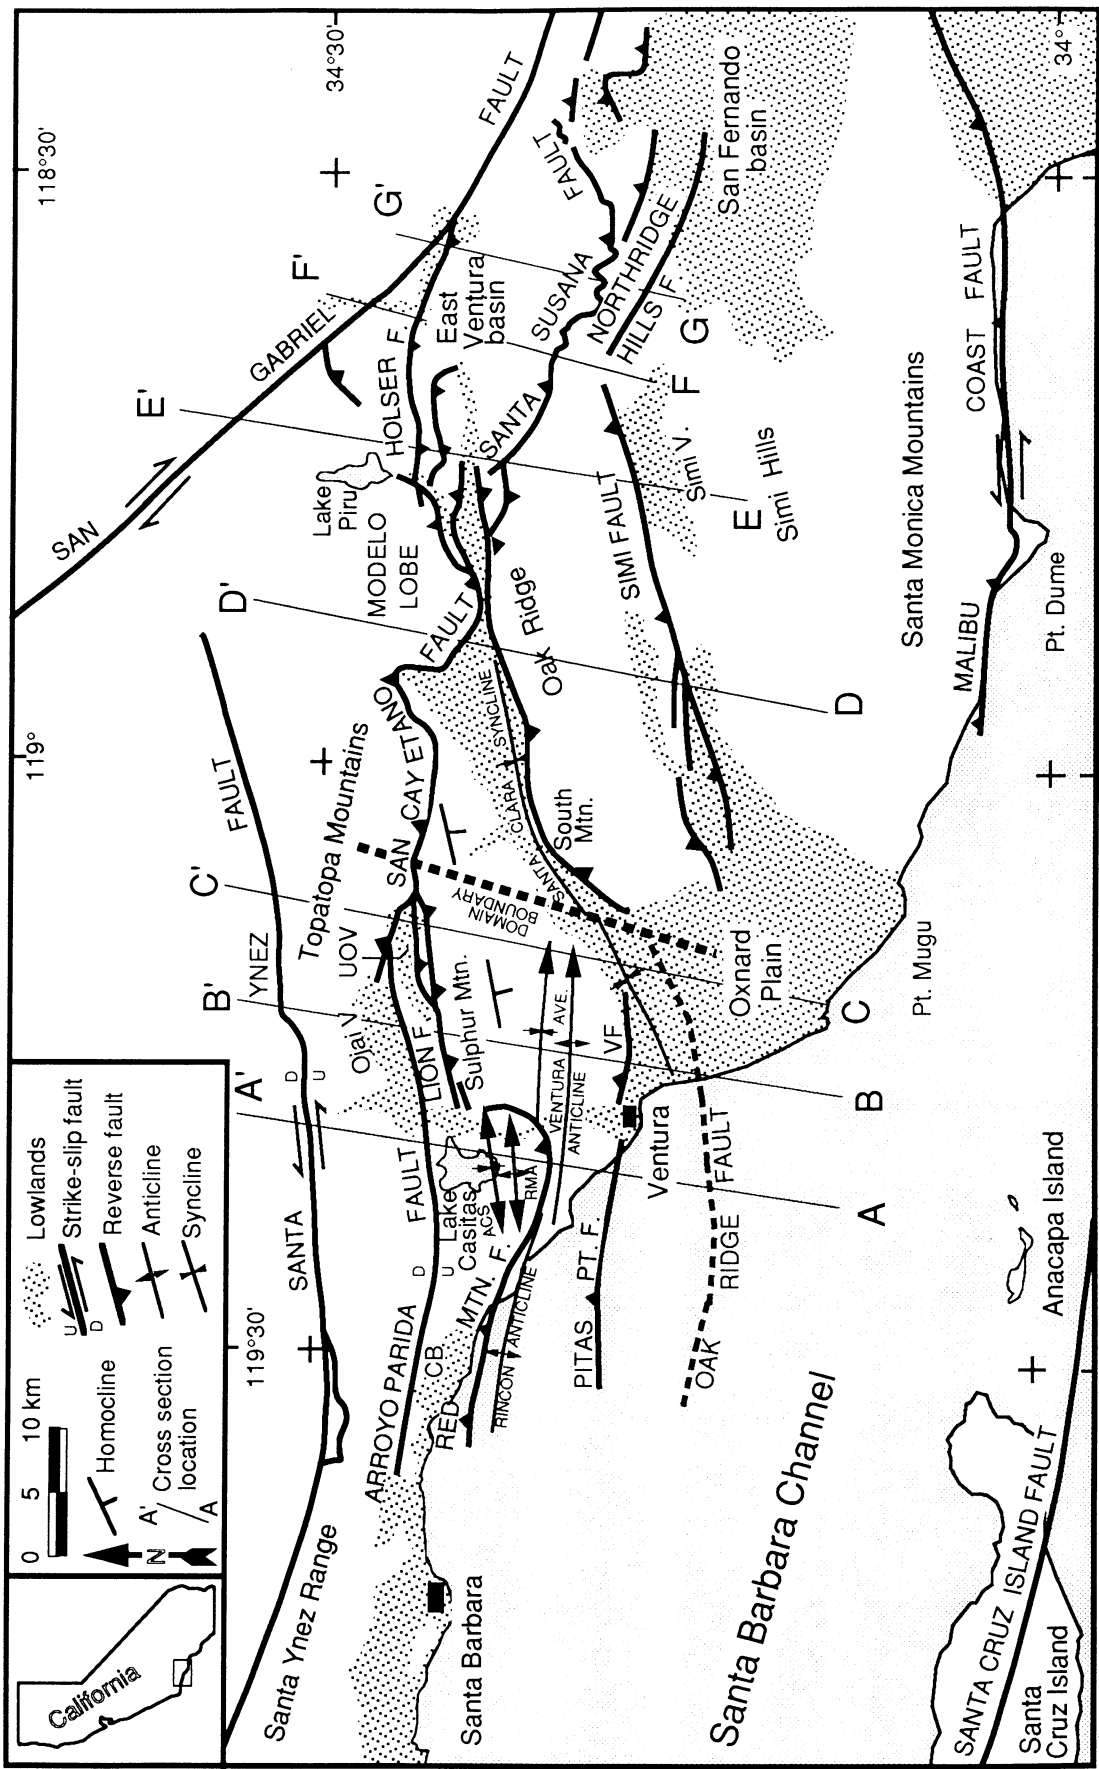 California
0 5 10 km
N
Homocline
A' Cross section
A location
Lowlands
U Strike-slip fault
D
Reverse fault
Anticline
Syncline
119°30'
119°
118°30'
34°30'
34°
SAN GABRIEL FAULT
SANTA YNEZ FAULT
D
U
Santa Ynez Range
Topatopa Mountains
A'
B'
C'
D'
E'
F'
G'
Lake
Piru
MODELO
LOBE
HOLSER F.
East
Ventura
basin
SANTA SUSANA FAULT
NORTHRIDGE
HILLS F
San Fernando
basin
SAN CAYETANO FAULT
UOV
Ojai V.
LION F.
Sulphur Mtn.
ARROYO PARIDA FAULT
D
U
Lake
Casitas
ACS
RMA
CB
RED MTN. F.
RINCON ANTICLINE
VENTURA AVE.
ANTICLINE
DOMAIN
BOUNDARY
SANTA CLARA SYNCLINE
South
Mtn.
Oak Ridge
SIMI FAULT
Simi V.
Simi Hills
VF
PITAS PT. F.
Ventura
OAK RIDGE FAULT
Oxnard
Plain
Santa Barbara
Santa Barbara Channel
A
B
C
D
E
F
G
Santa Monica Mountains
MALIBU COAST FAULT
Pt. Dume
Pt. Mugu
Anacapa Island
SANTA CRUZ ISLAND FAULT
Santa
Cruz Island